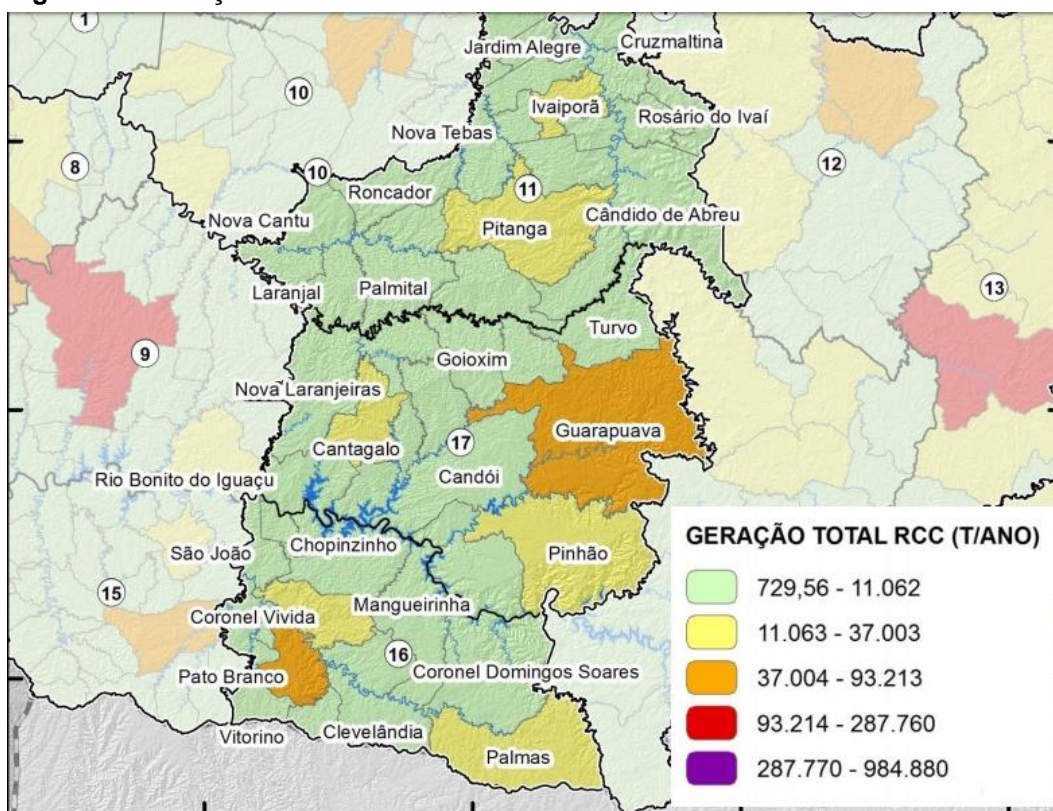 1
Jardim Alegre
Cruzmaltina
10
Ivaiporã
Rosário do Ivaí
Nova Tebas
8
12
10
11
Roncador
Nova Cantu
Pitanga
Cândido de Abreu
Laranjal
Palmital
13
Turvo
9
Goioxim
Nova Laranjeiras
Guarapuava
Cantagalo
17
Candói
Rio Bonito do Iguaçu
GERAÇÃO TOTAL RCC (T/ANO)
Chopinzinho
São João
Pinhão
729,56 - 11.062
15
Mangueirinha
Coronel Vivida
11.063 - 37.003
16
Coronel Domingos Soares
Pato Branco
37.004 - 93.213
Vitorino
Clevelândia
93.214 - 287.760
Palmas
287.770 - 984.880